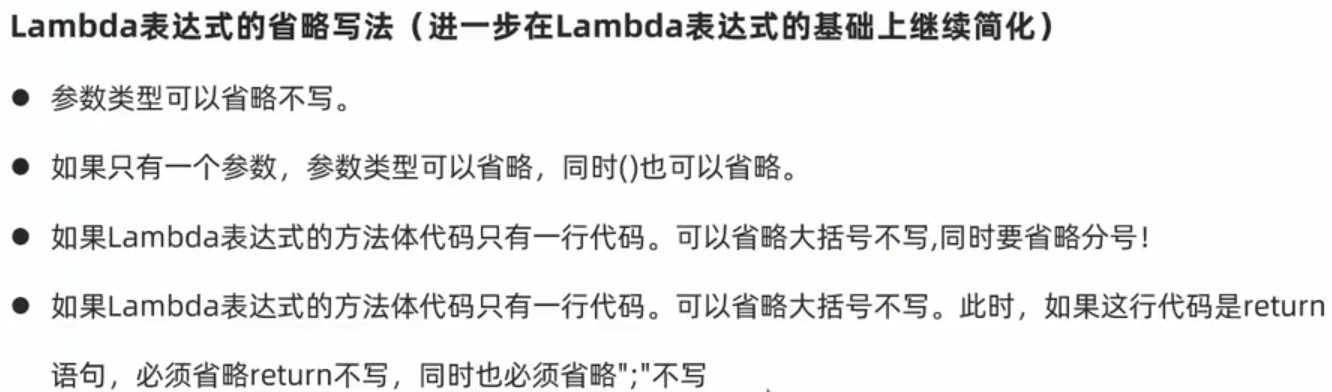 Lambda表达式的省略写法（进一步在Lambda表达式的基础上继续简化）
● 参数类型可以省略不写。
● 如果只有一个参数，参数类型可以省略，同时()也可以省略。
● 如果Lambda表达式的方法体代码只有一行代码。可以省略大括号不写,同时要省略分号！
● 如果Lambda表达式的方法体代码只有一行代码。可以省略大括号不写。此时，如果这行代码是return
语句，必须省略return不写，同时也必须省略";"不写